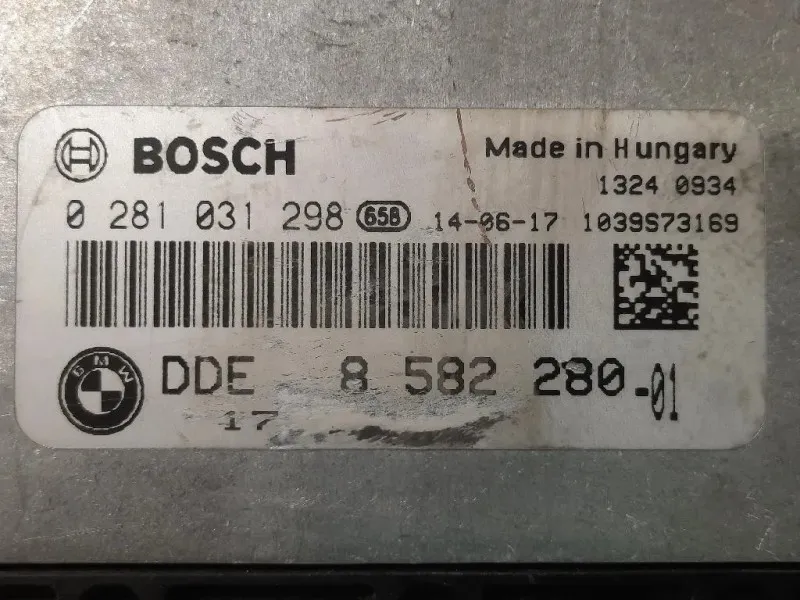 BOSCH
Made in Hungary
1324 0934
0 281 031 298 658 14-06-17 1039S73169
BMW DDE 8 582 280-01
17